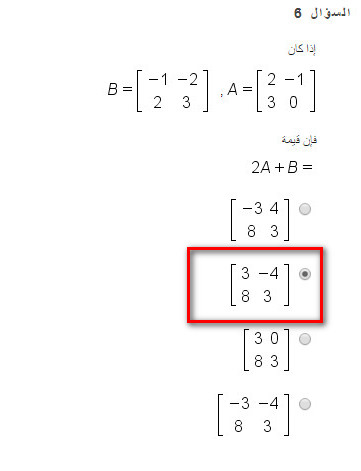 السؤال 6
إذا كان
B = [ −1 −2
2 3 ] , A = [ 2 −1
3 0 ]
فإن قيمة
2A + B =
[ −3 4
8 3 ]
[ 3 −4
8 3 ]
[ 3 0
8 3 ]
[ −3 −4
8 3 ]